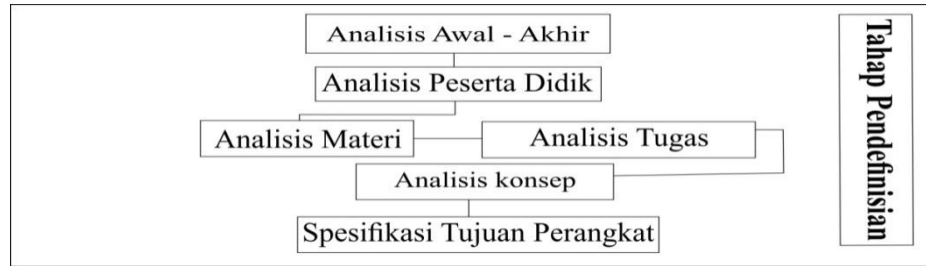 Analisis Awal - Akhir
Analisis Peserta Didik
Analisis Materi
Analisis Tugas
Analisis konsep
Spesifikasi Tujuan Perangkat
Tahap Pendefinisian